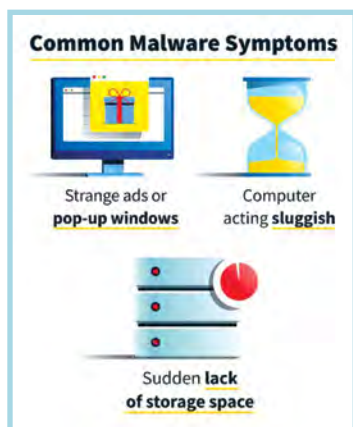 Common Malware Symptoms
Strange ads or
pop-up windows
Computer
acting sluggish
Sudden lack
of storage space